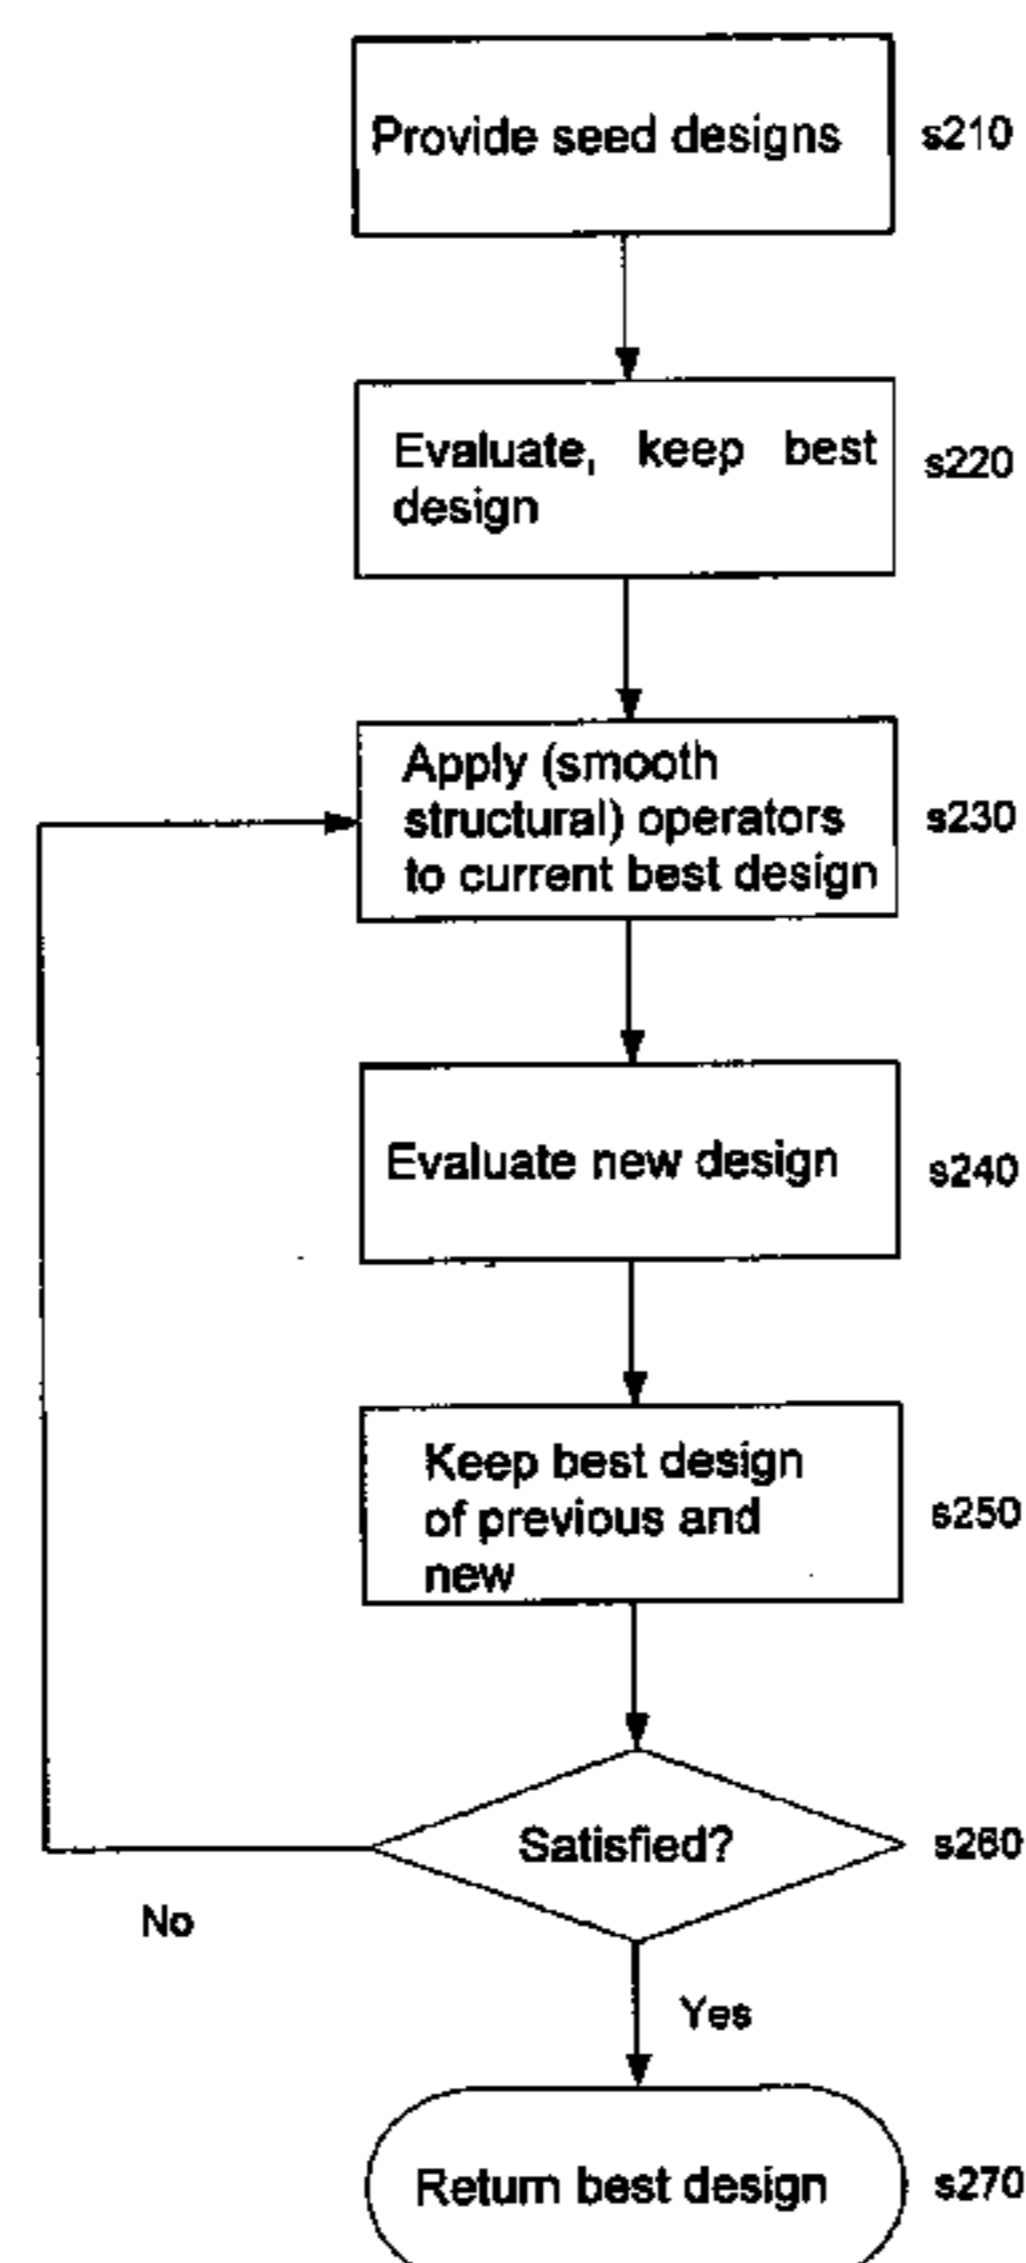 Provide seed designs
s210
Evaluate, keep best
design
s220
Apply (smooth
structural) operators
to current best design
s230
Evaluate new design
s240
Keep best design
of previous and
new
s250
Satisfied?
s260
No
Yes
Return best design
s270